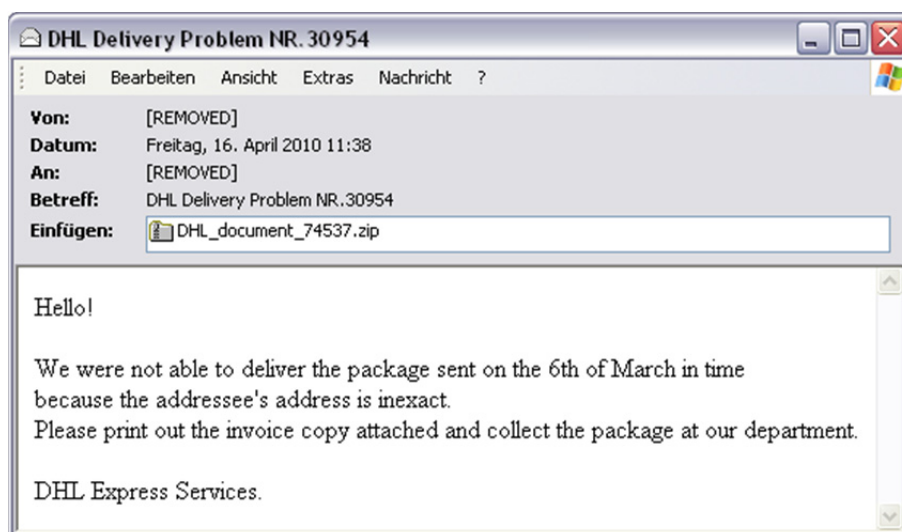 DHL Delivery Problem NR. 30954
Datei Bearbeiten Ansicht Extras Nachricht ?
Von: [REMOVED]
Datum: Freitag, 16. April 2010 11:38
An: [REMOVED]
Betreff: DHL Delivery Problem NR.30954
Einfügen: DHL_document_74537.zip
Hello!
We were not able to deliver the package sent on the 6th of March in time
because the addressee's address is inexact.
Please print out the invoice copy attached and collect the package at our department.
DHL Express Services.